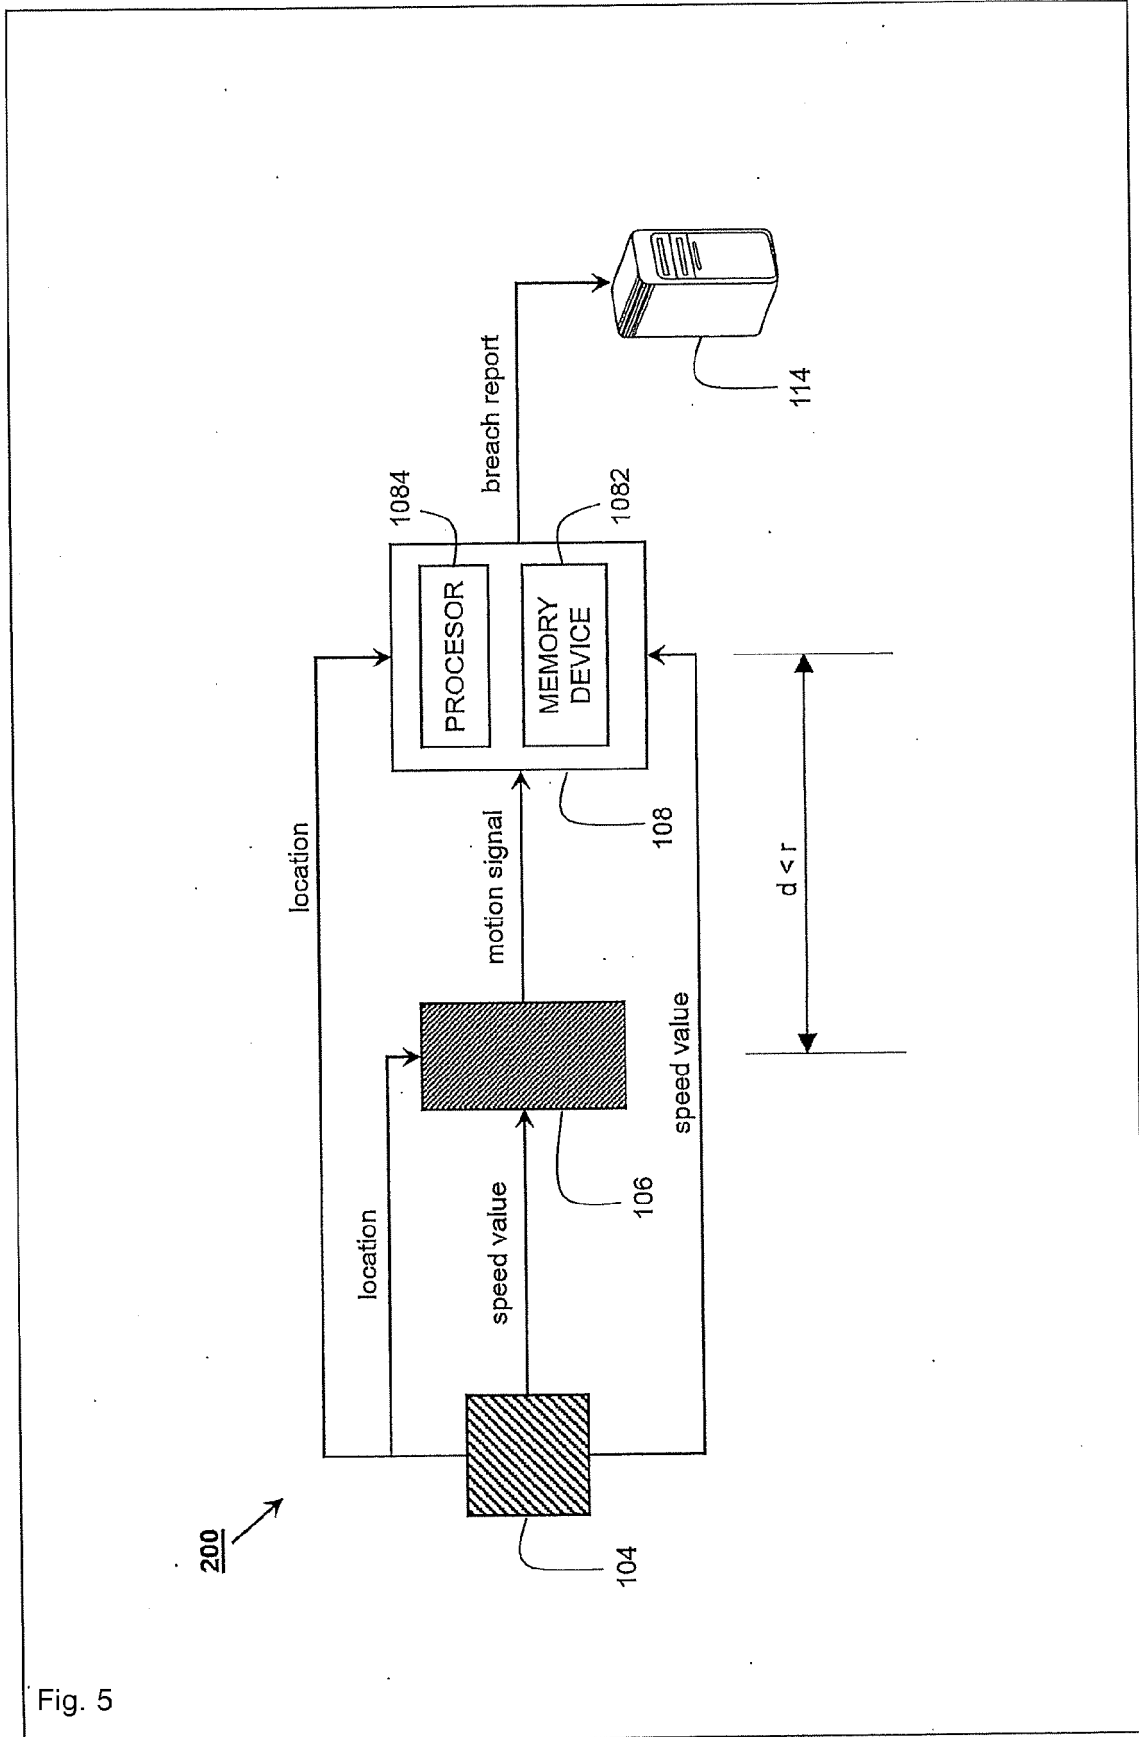 Fig. 5
200
location
location
speed value
motion signal
speed value
104
106
108
PROCESOR
MEMORY
DEVICE
1084
1082
breach report
114
d < r